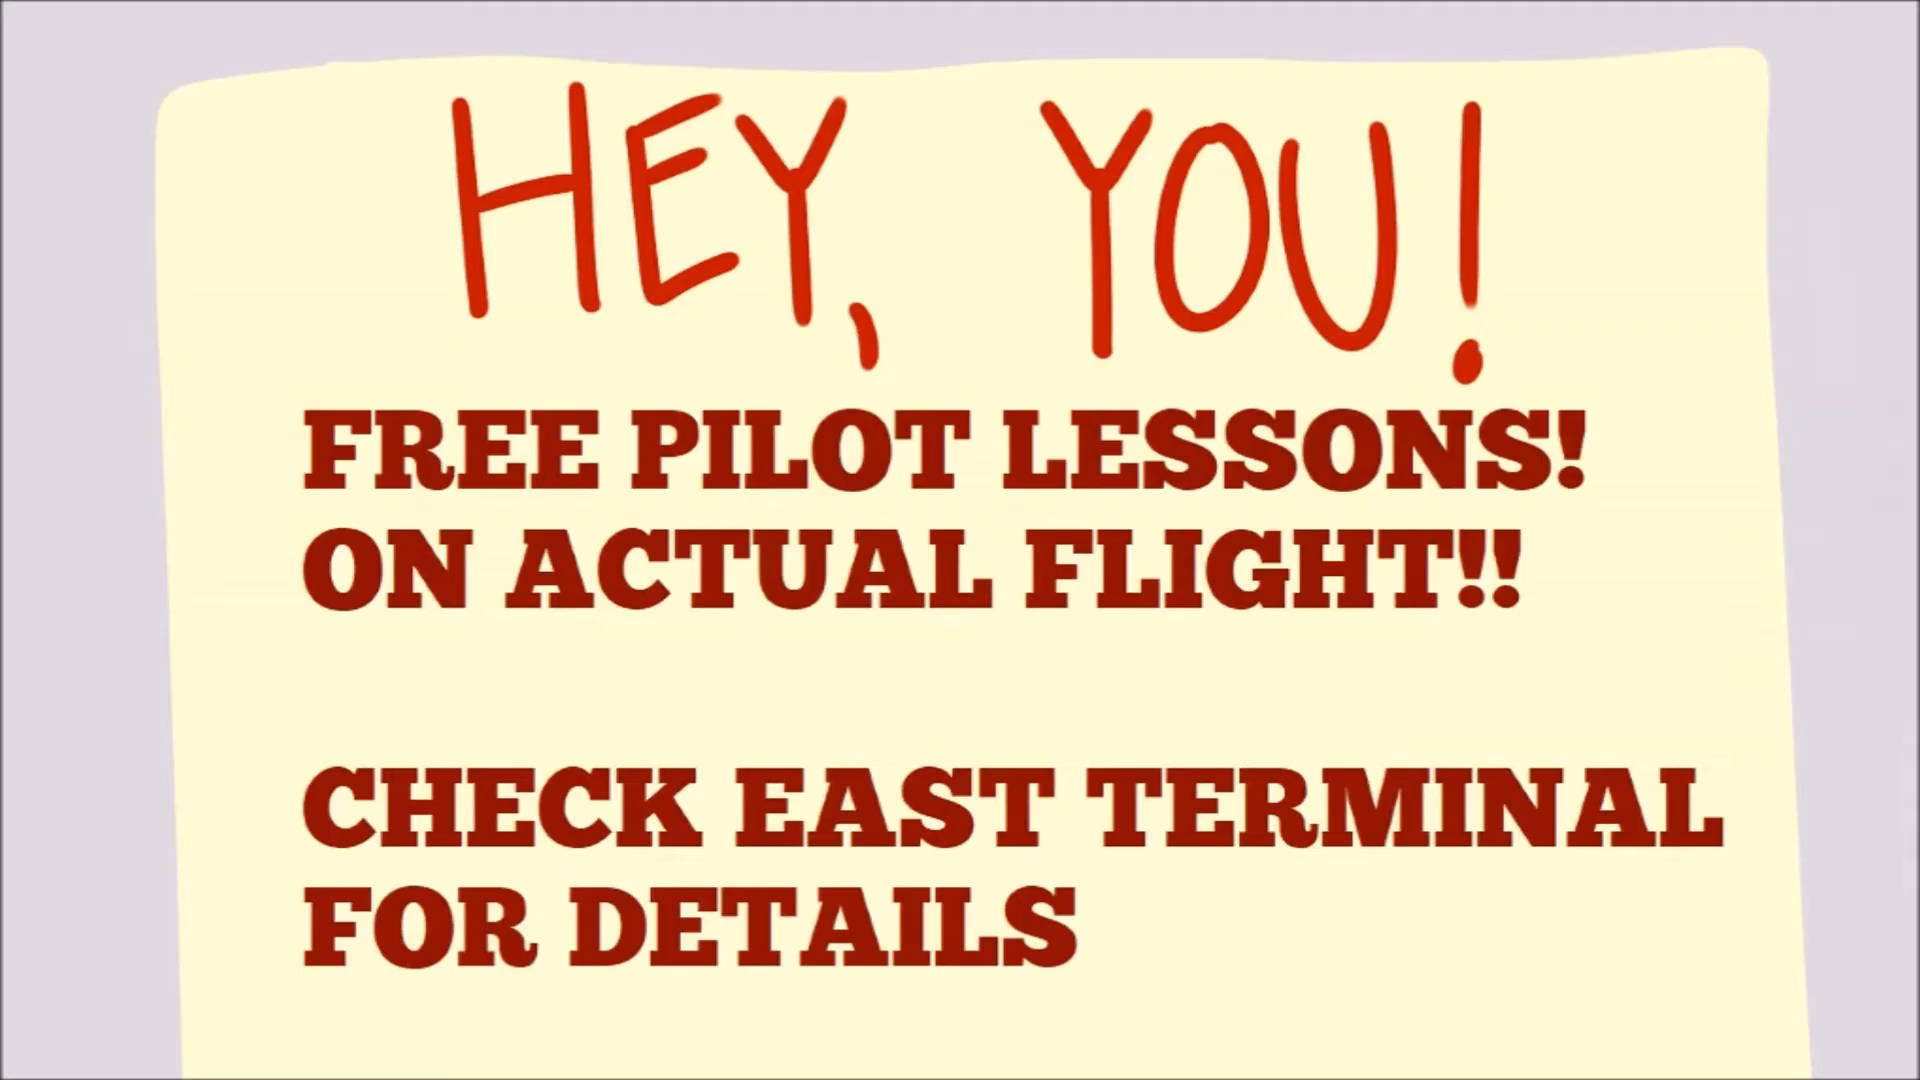 HEY, YOU!
FREE PILOT LESSONS!
ON ACTUAL FLIGHT!!
CHECK EAST TERMINAL
FOR DETAILS